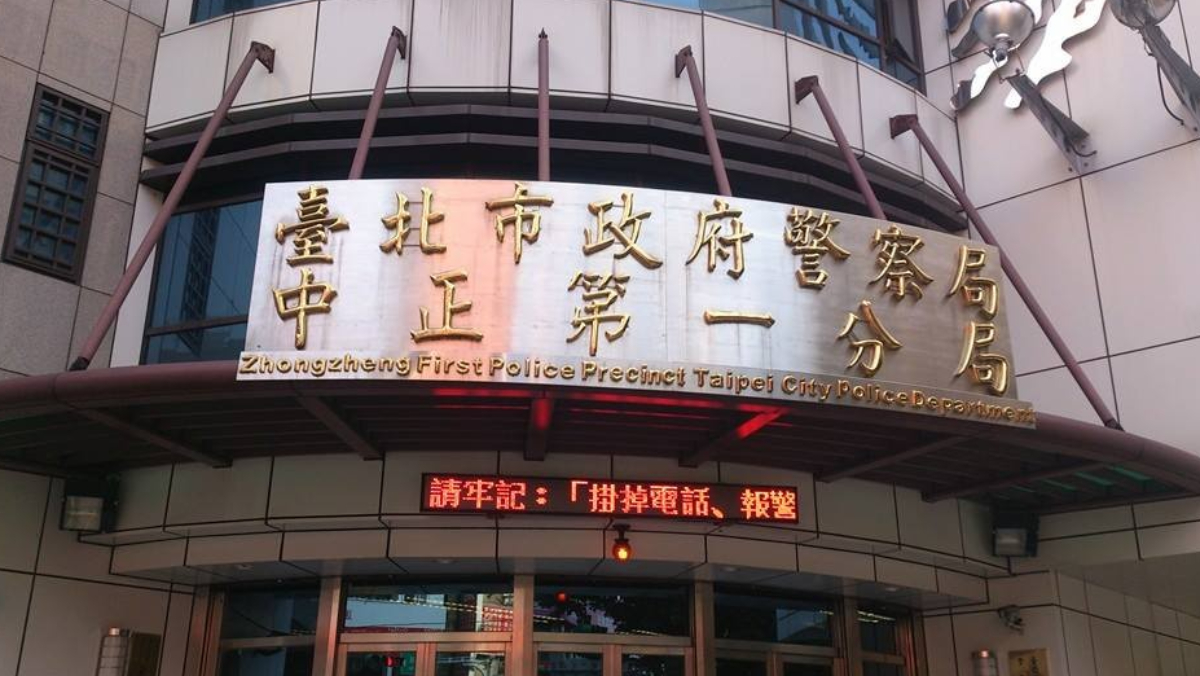 臺北市政府警察局
中正第一分局
Zhongzheng First Police Precinct Taipei City Police Department
請牢記：「掛掉電話、報警